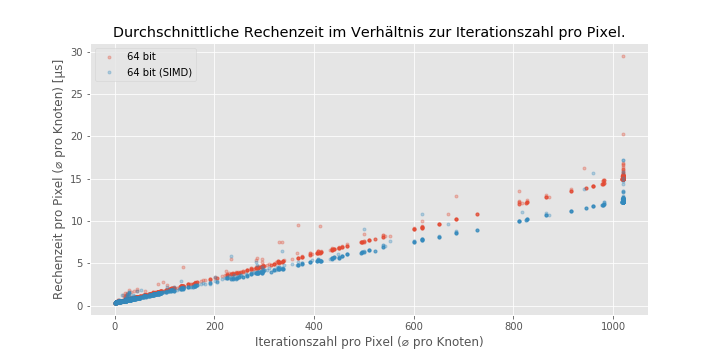 Durchschnittliche Rechenzeit im Verhältnis zur Iterationszahl pro Pixel.
64 bit
64 bit (SIMD)
Rechenzeit pro Pixel (⌀ pro Knoten) [µs]
30
25
20
15
10
5
0
0 200 400 600 800 1000
Iterationszahl pro Pixel (⌀ pro Knoten)